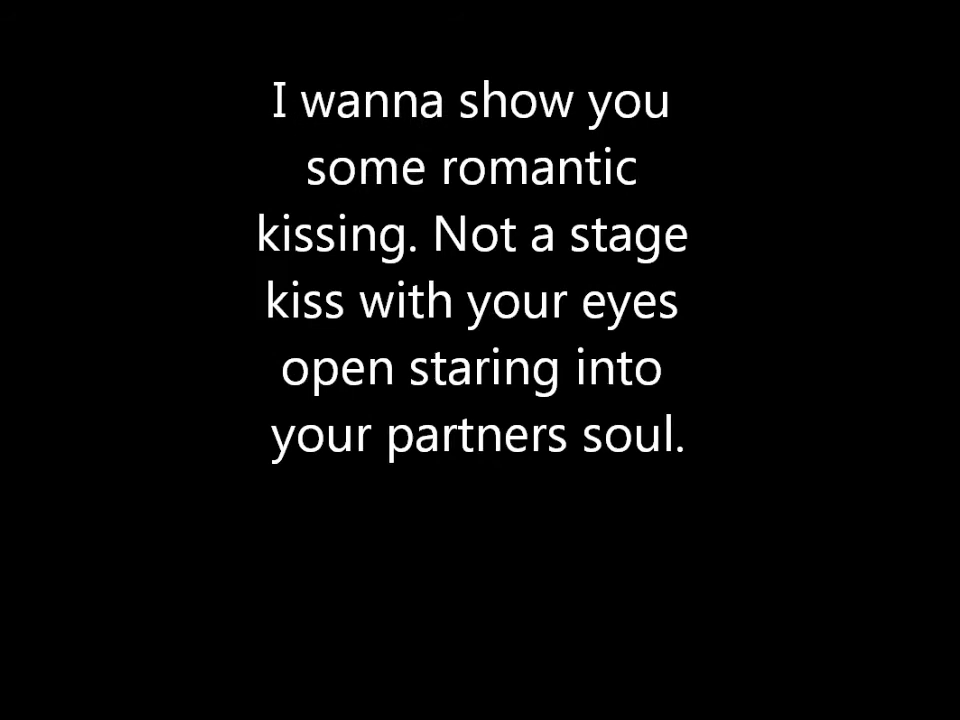 I wanna show you
some romantic
kissing. Not a stage
kiss with your eyes
open staring into
your partners soul.